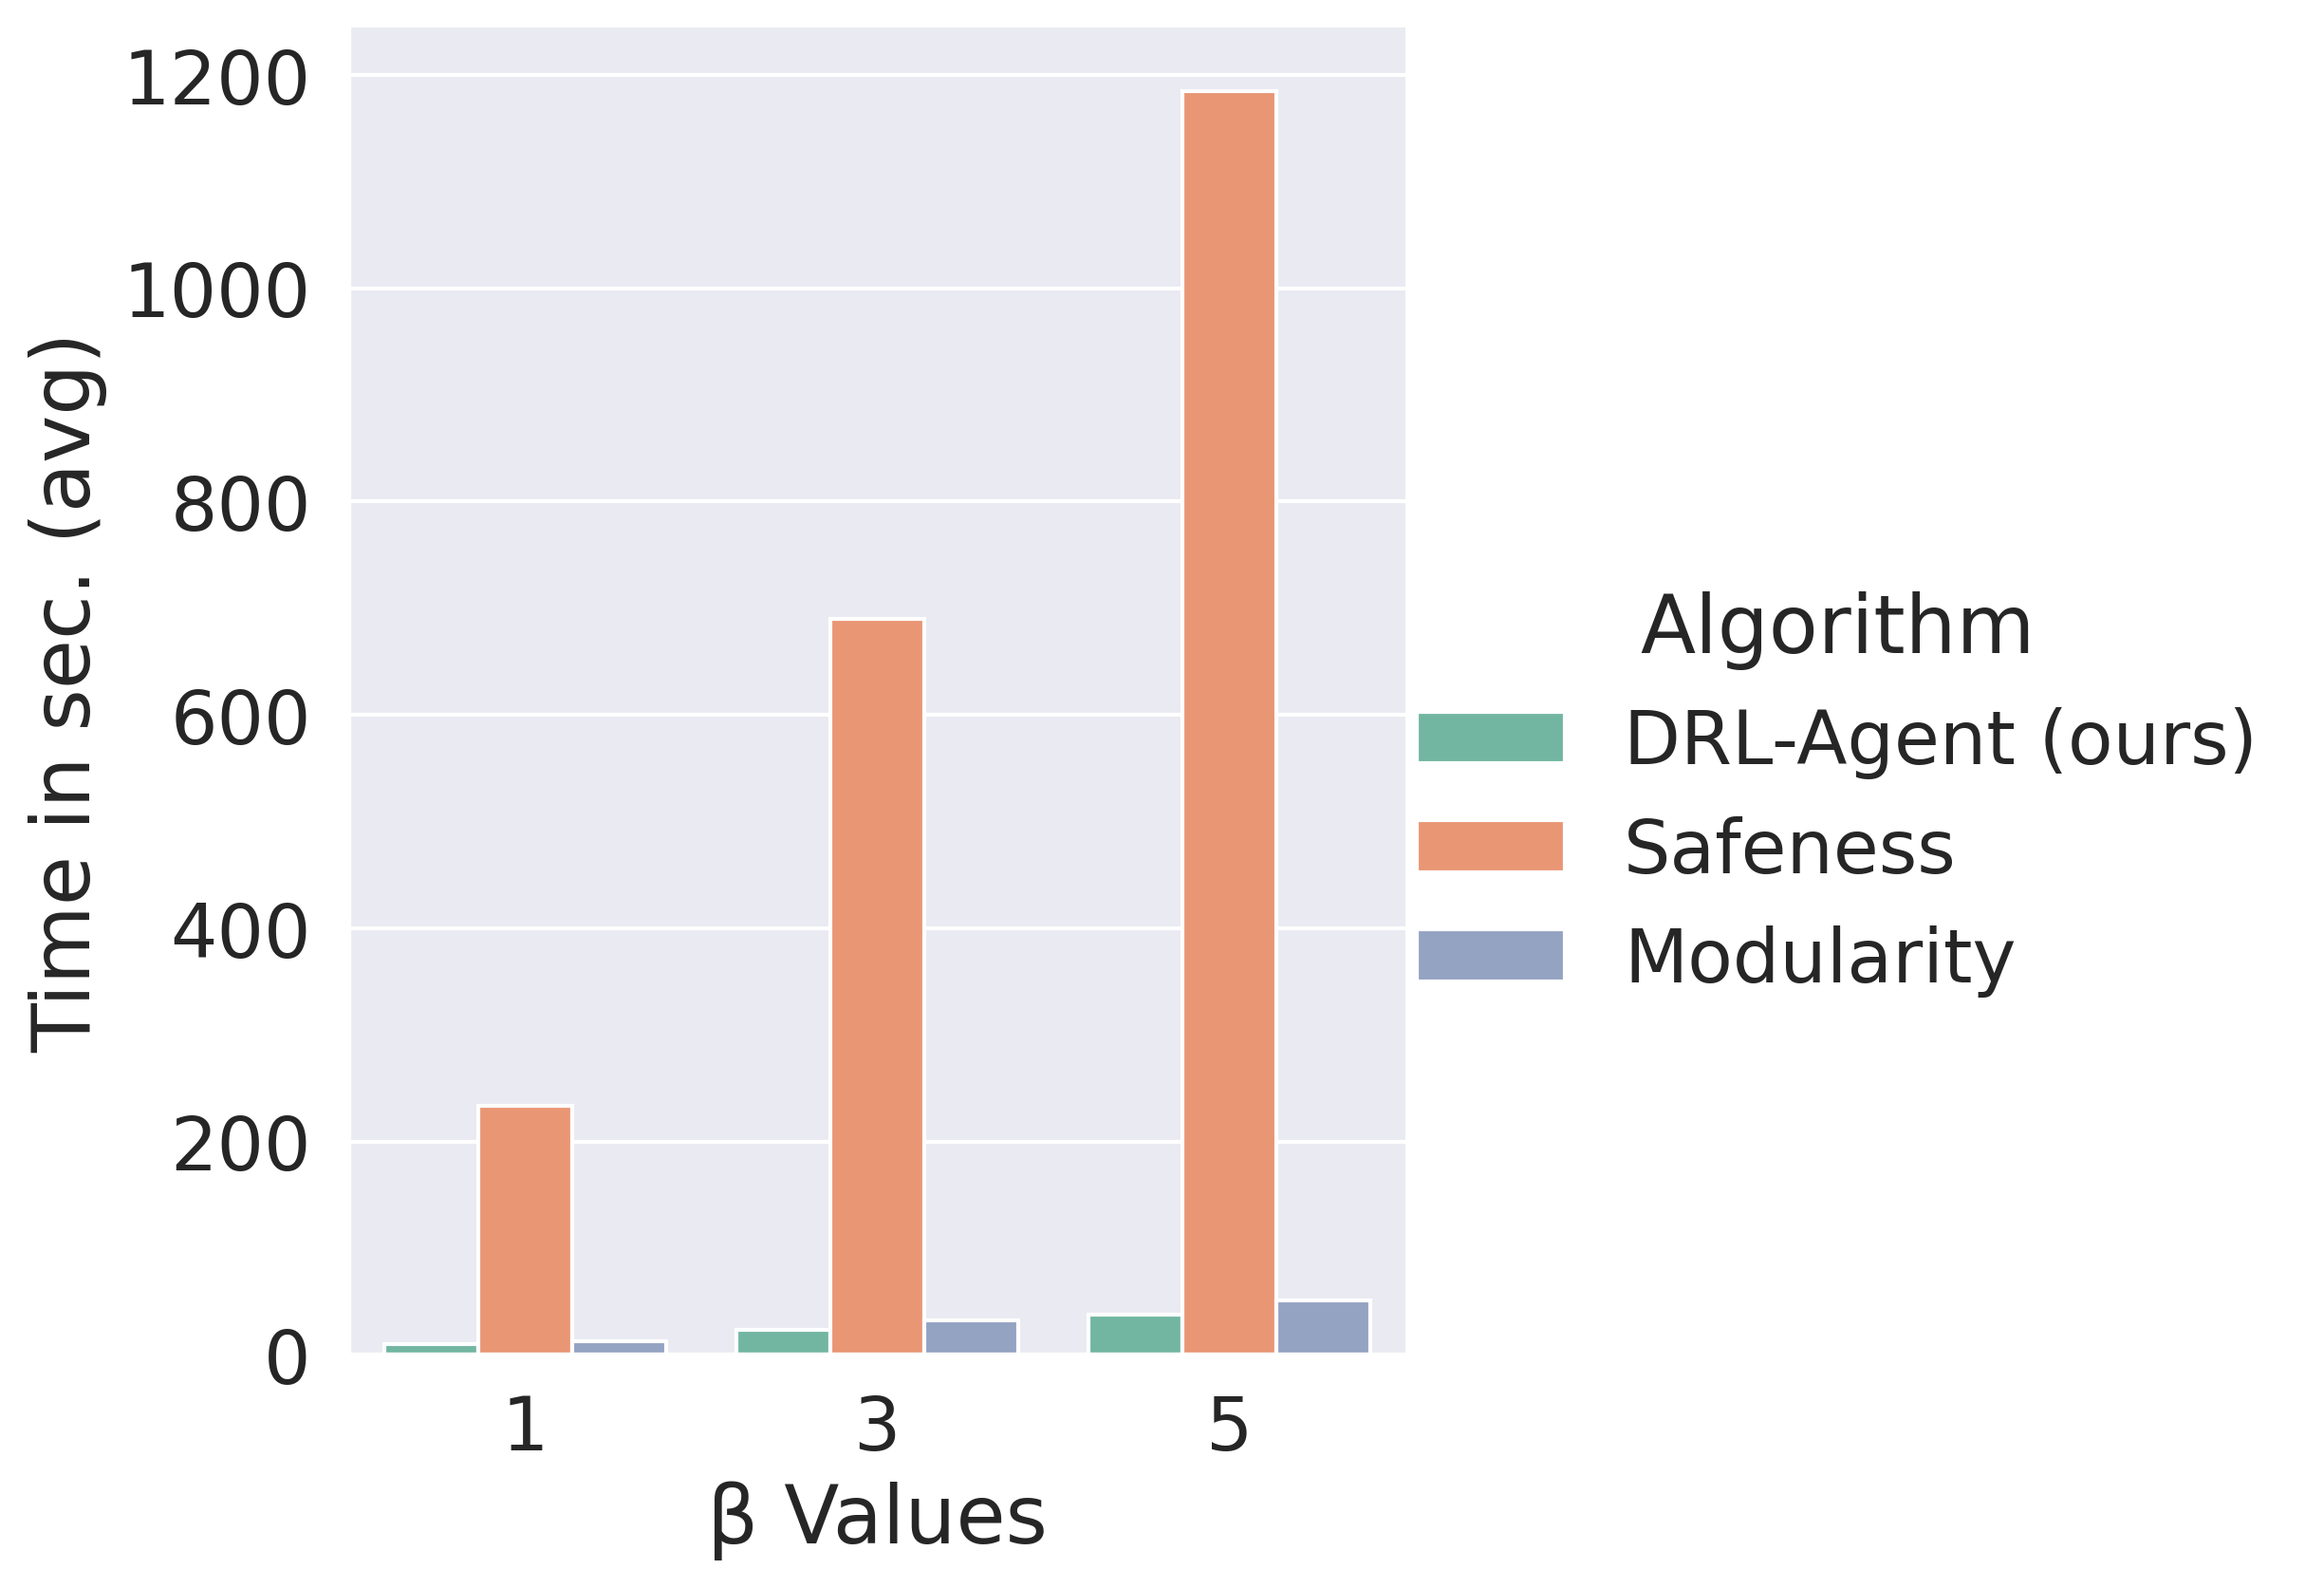 1200
1000
800
600
400
200
0
Time in sec. (avg)
1
3
5
β Values
Algorithm
DRL-Agent (ours)
Safeness
Modularity